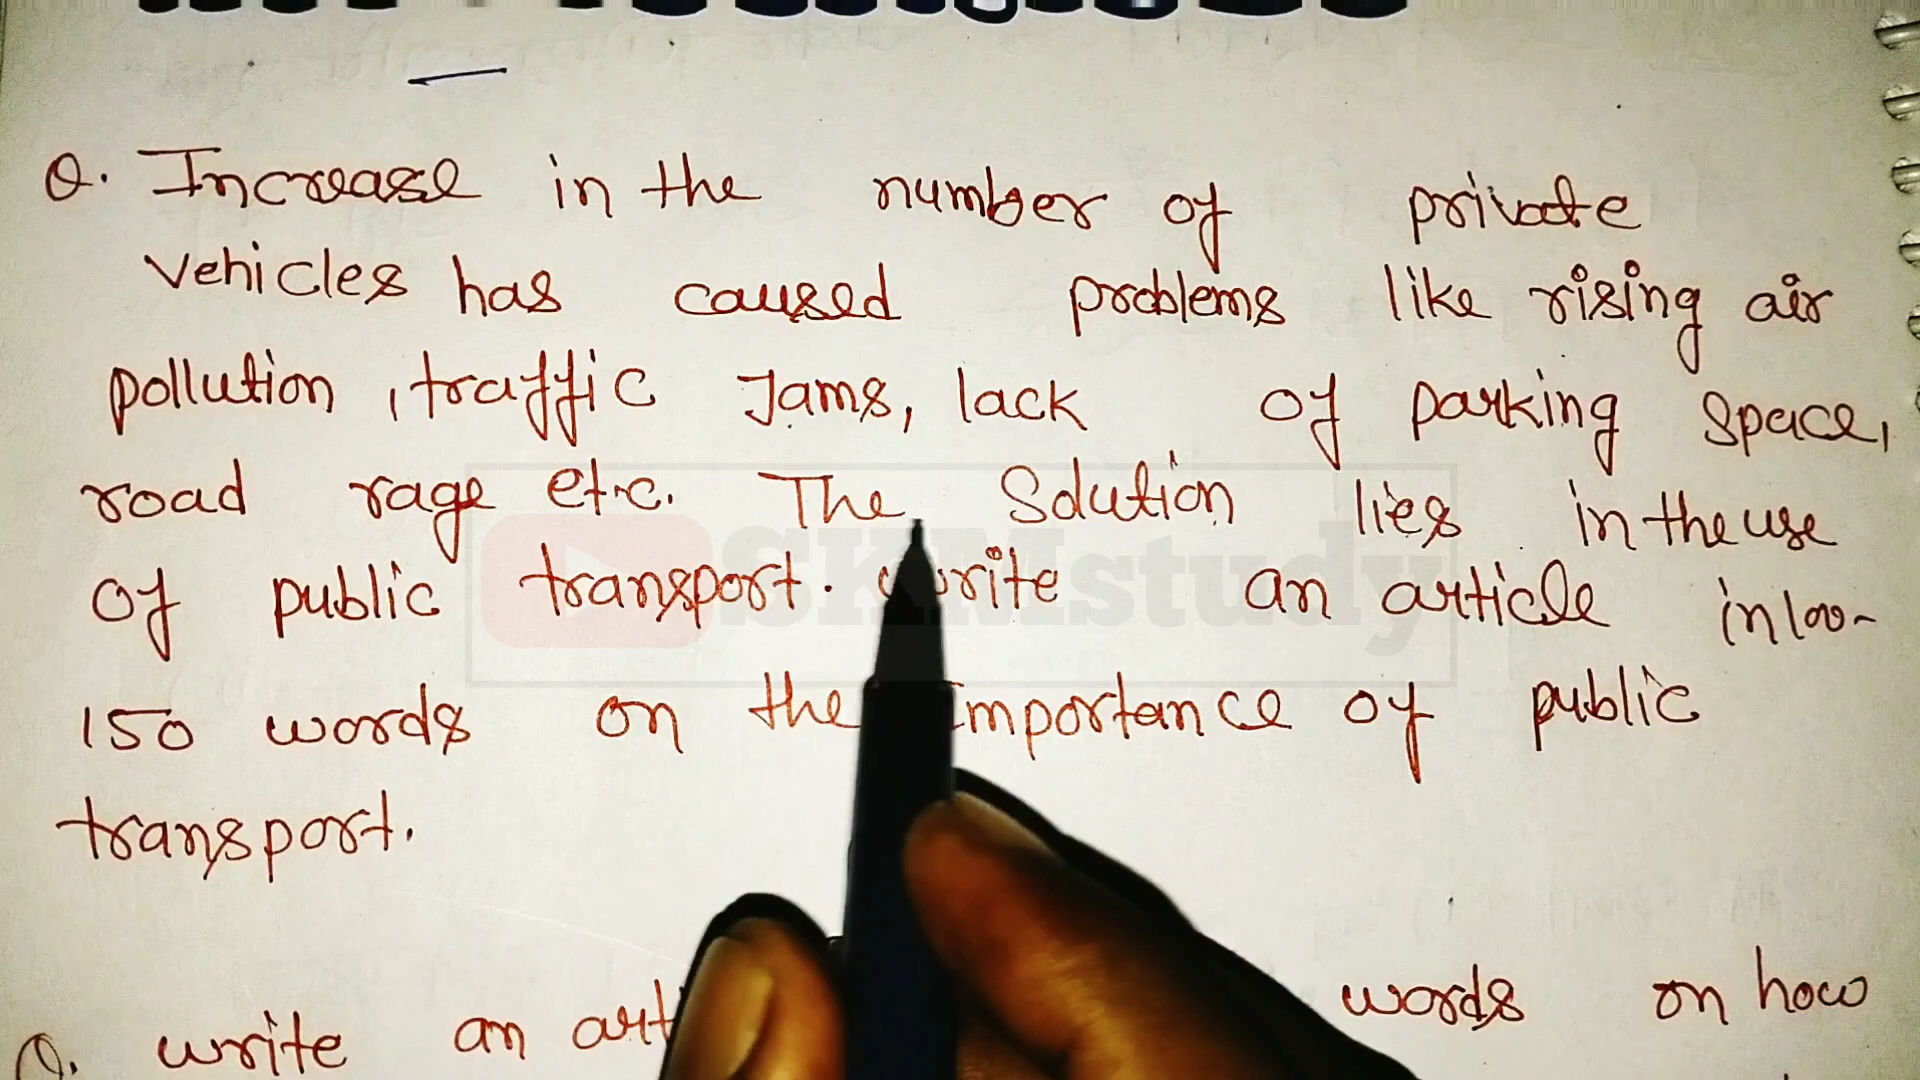 Q. Increase in the number of private
vehicles has caused problems like rising air
pollution, traffic Jams, lack of parking space,
road rage etc. The Solution lies in the use
of public transport. write an article in 100-
150 words on the importance of public
transport.
Q. write an words on how
SKMstudy